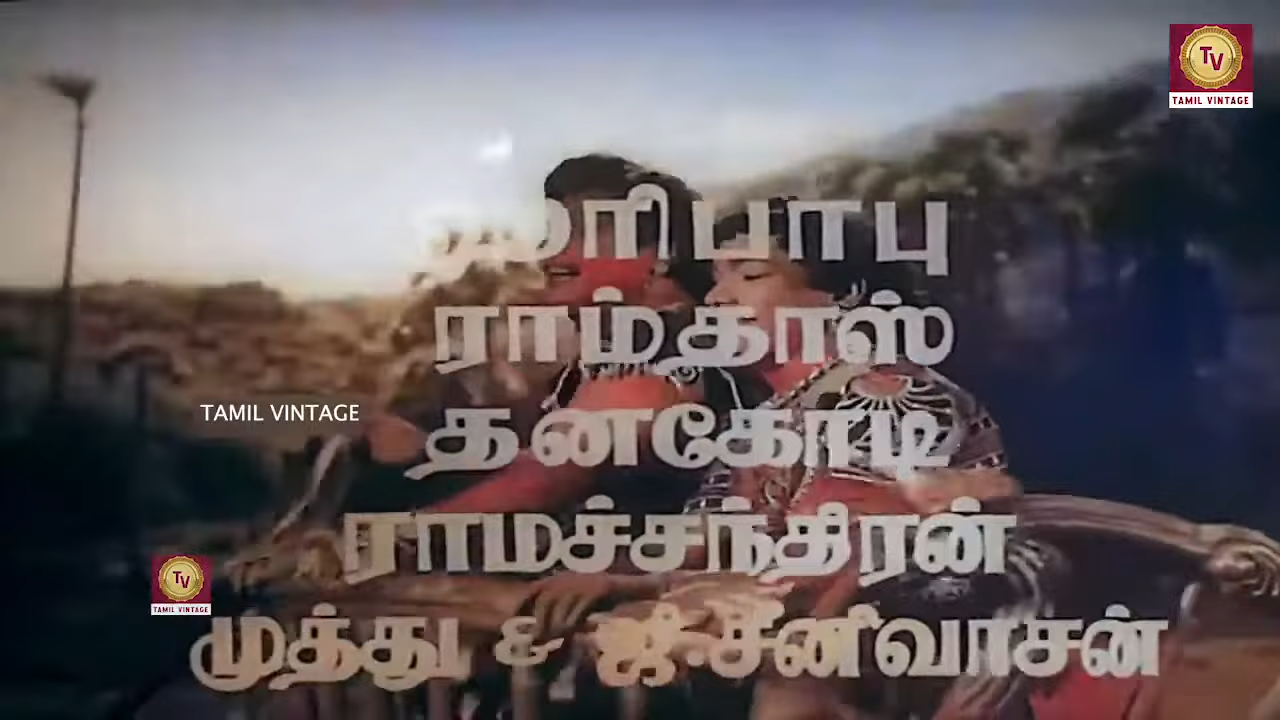 TV
TAMIL VINTAGE
ராம்தாஸ்
தனகோடி
TAMIL VINTAGE
ராமச்சந்திரன்
TV
TAMIL VINTAGE
முத்து & ஜி.சீனிவாசன்